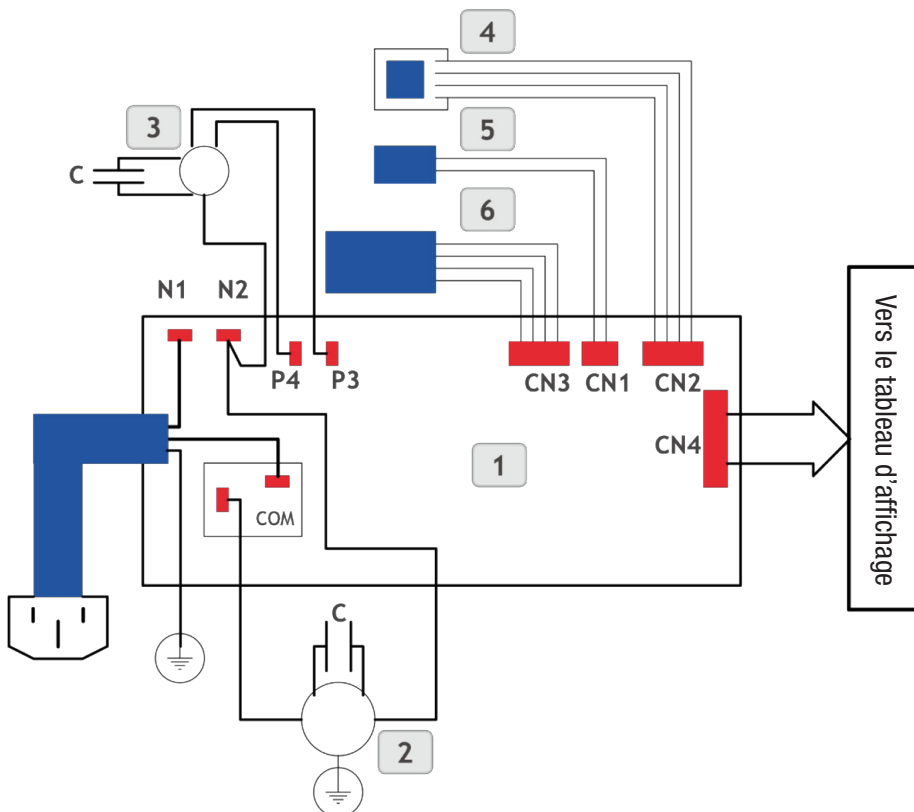 4
3
5
C
6
N1 N2
P4 P3
CN3 CN1 CN2
CN4
1
COM
C
2
Vers le tableau d’affichage